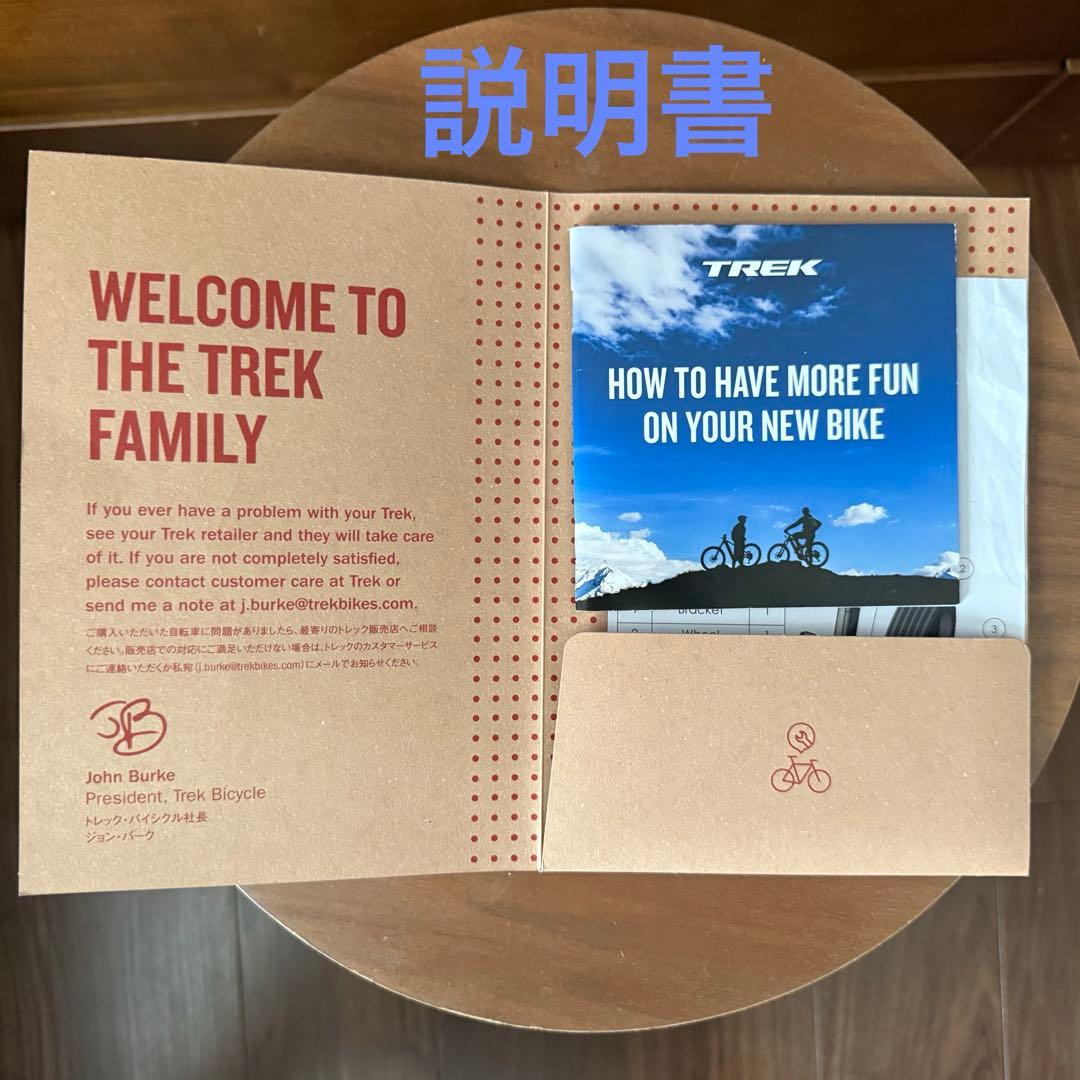 説明書
WELCOME TO
THE TREK
FAMILY
If you ever have a problem with your Trek,
see your Trek retailer and they will take care
of it. If you are not completely satisfied,
please contact customer care at Trek or
send me a note at j.burke@trekbikes.com.
ご購入いただいた自転車に問題がありましたら、最寄りのトレック販売店へご相談
ください。販売店での対応にご満足いただけない場合は、トレックのカスタマーサービス
にご連絡いただくか私宛(j.burke@trekbikes.com)にメールでお知らせください。
JB
John Burke
President, Trek Bicycle
トレック・バイシクル社長
ジョン・バーク
TREK
HOW TO HAVE MORE FUN
ON YOUR NEW BIKE
2
Bracket 1
Wheel
3